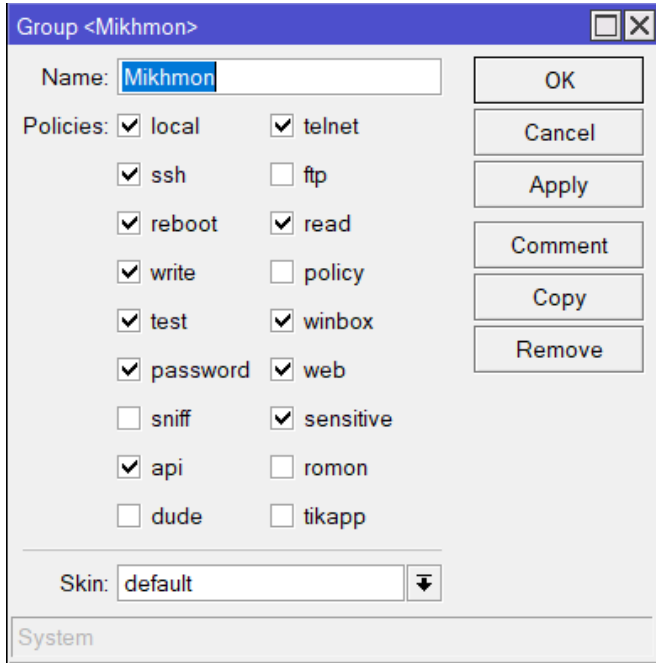 Group <Mikhmon>
Name: Mikhmon
OK
Policies: local telnet
Cancel
ssh ftp
Apply
reboot read
Comment
write policy
Copy
test winbox
Remove
password web
sniff sensitive
api romon
dude tikapp
Skin: default
System